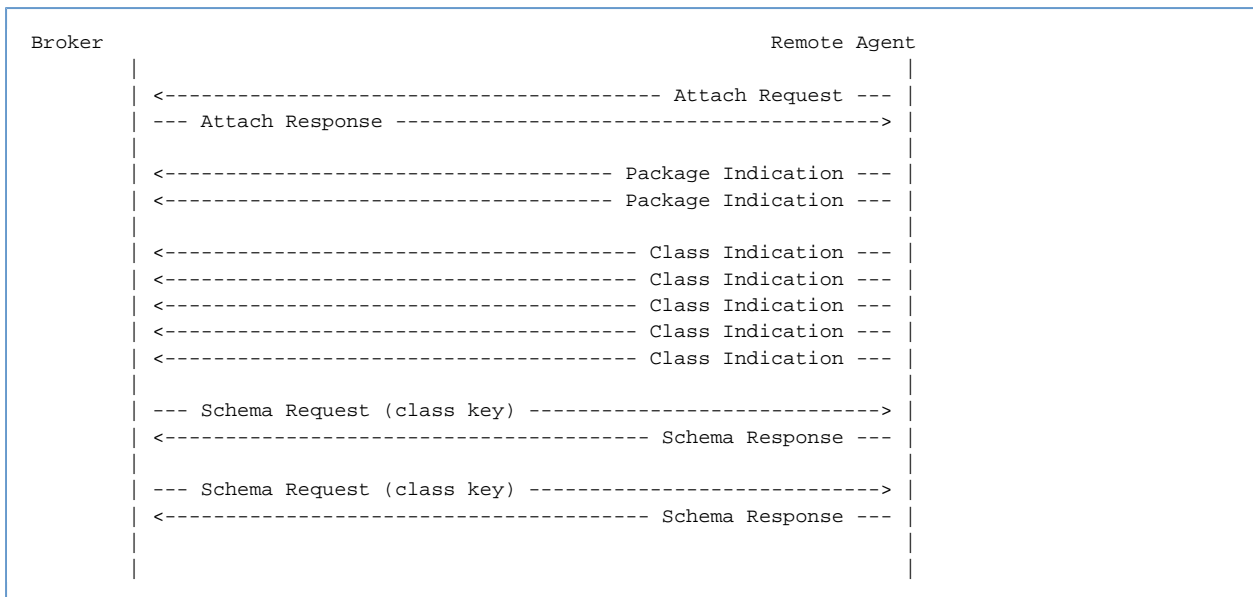 Broker Remote Agent
| |
| <----------------------------------------- Attach Request --- |
| --- Attach Response ----------------------------------------> |
| |
| <------------------------------------- Package Indication --- |
| <------------------------------------- Package Indication --- |
| |
| <--------------------------------------- Class Indication --- |
| <--------------------------------------- Class Indication --- |
| <--------------------------------------- Class Indication --- |
| <--------------------------------------- Class Indication --- |
| <--------------------------------------- Class Indication --- |
| |
| --- Schema Request (class key) -----------------------------> |
| <---------------------------------------- Schema Response --- |
| |
| --- Schema Request (class key) -----------------------------> |
| <---------------------------------------- Schema Response --- |
| |
| |